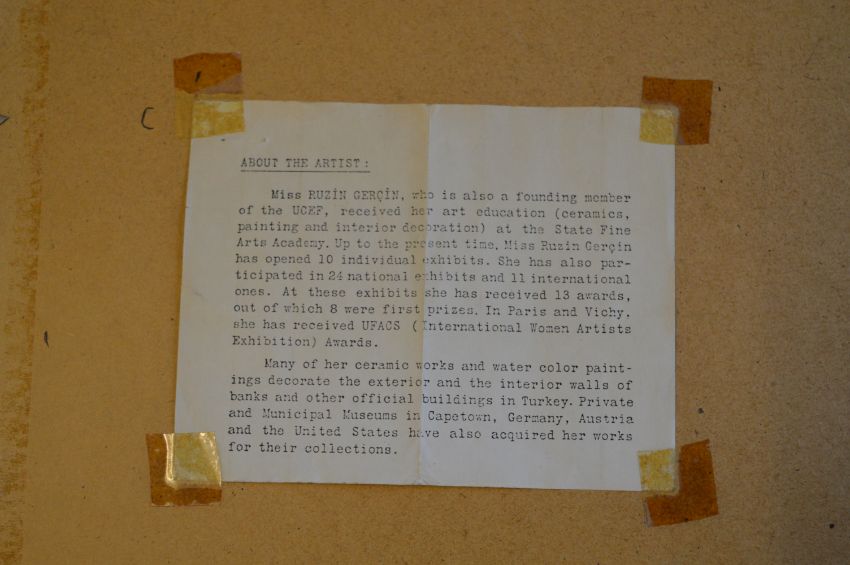 ABOUT THE ARTIST:
Miss RUZİN GERÇİN, who is also a founding member
of the UCEF, received her art education (ceramics,
painting and interior decoration) at the State Fine
Arts Academy. Up to the present time, Miss Ruzin Gerçin
has opened 10 individual exhibits. She has also par-
ticipated in 24 national exhibits and 11 international
ones. At these exhibits she has received 13 awards,
out of which 8 were first prizes. In Paris and Vichy,
she has received UFACS (International Women Artists
Exhibition) Awards.
Many of her ceramic works and water color paint-
ings decorate the exterior and the interior walls of
banks and other official buildings in Turkey. Private
and Municipal Museums in Capetown, Germany, Austria
and the United States have also acquired her works
for their collections.